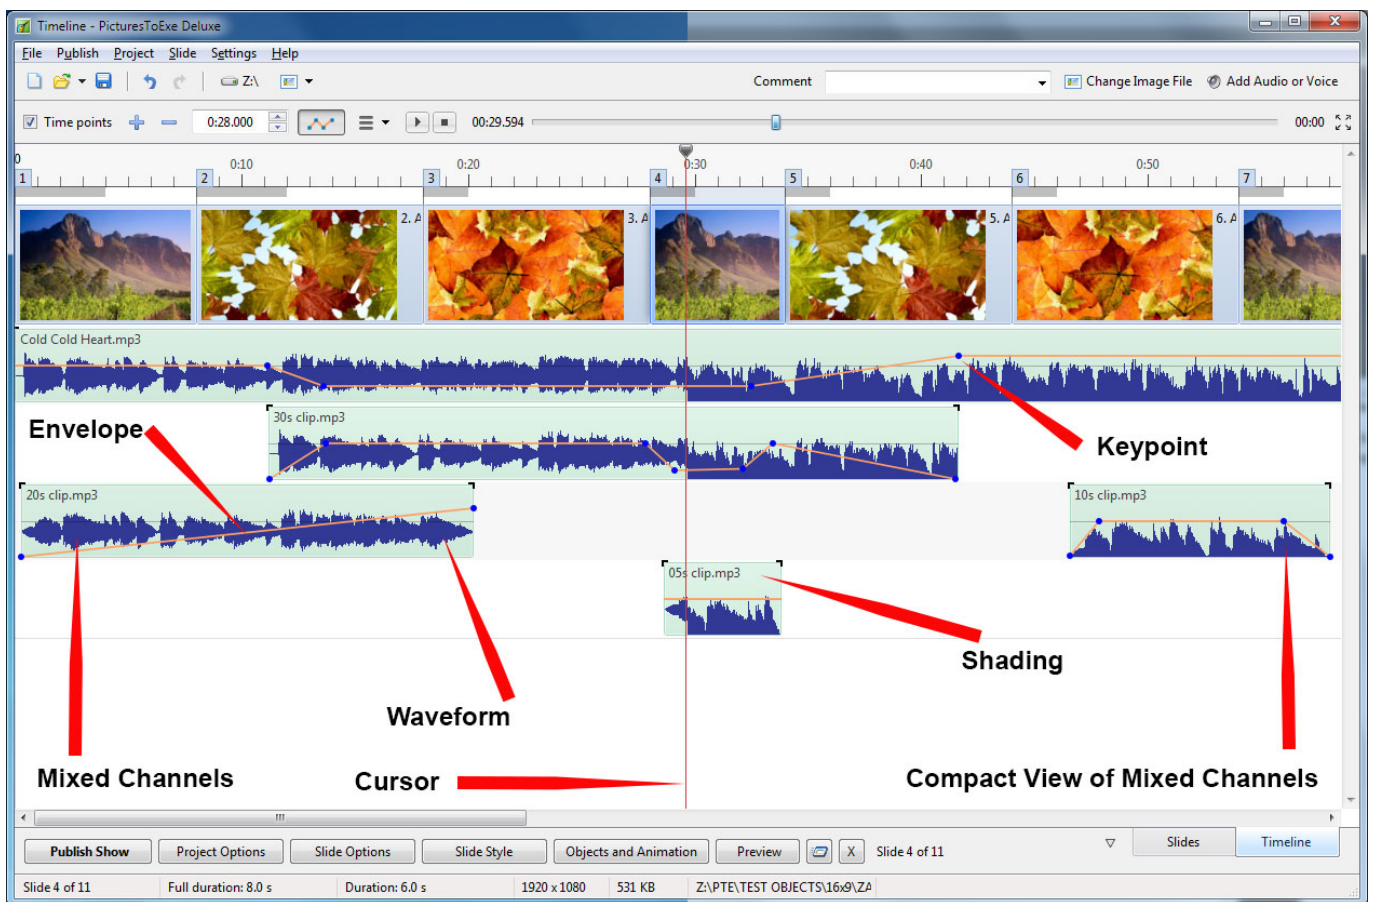 Timeline - PicturesToExe Deluxe
File Publish Project Slide Settings Help
Z:\ Comment Change Image File Add Audio or Voice
Time points 0:28.000 00:29.594 00:00
0 0:10 0:20 0:30 0:40 0:50
1 2 3 4 5 6 7
2. A 3. A 5. A 6. A
Cold Cold Heart.mp3
30s clip.mp3
Envelope
Keypoint
20s clip.mp3 10s clip.mp3
05s clip.mp3
Shading
Waveform
Mixed Channels Cursor Compact View of Mixed Channels
Publish Show Project Options Slide Options Slide Style Objects and Animation Preview X Slide 4 of 11 Slides Timeline
Slide 4 of 11 Full duration: 8.0 s Duration: 6.0 s 1920 x 1080 531 KB Z:\PTE\TEST OBJECTS\16x9\ZA